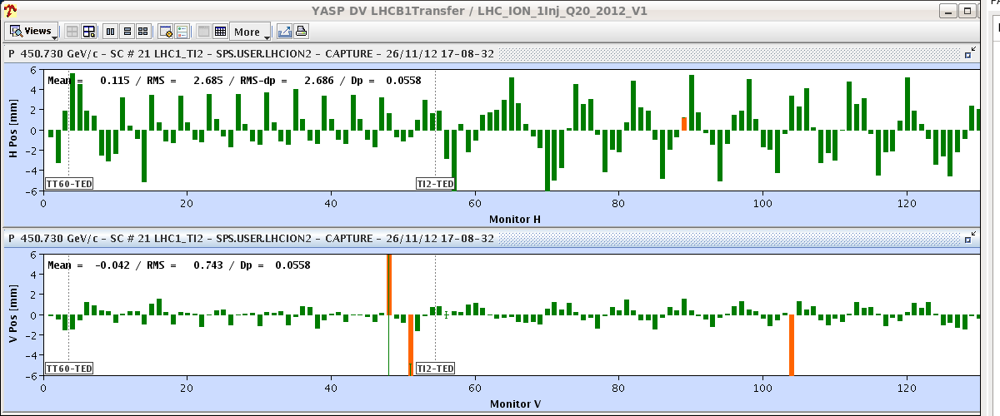 YASP DV LHCB1Transfer / LHC_ION_1Inj_Q20_2012_V1
Views More
P 450.730 GeV/c - SC # 21 LHC1_TI2 - SPS.USER.LHCION2 - CAPTURE - 26/11/12 17-08-32
Mean = 0.115 / RMS = 2.685 / RMS-dp = 2.686 / Dp = 0.0558
H Pos [mm]
6
4
2
0
-2
-4
-6
TT60-TED TI2-TED
0 20 40 60 80 100 120
Monitor H
P 450.730 GeV/c - SC # 21 LHC1_TI2 - SPS.USER.LHCION2 - CAPTURE - 26/11/12 17-08-32
Mean = -0.042 / RMS = 0.743 / Dp = 0.0558
V Pos [mm]
6
4
2
0
-2
-4
-6
TT60-TED TI2-TED
0 20 40 60 80 100 120
Monitor V